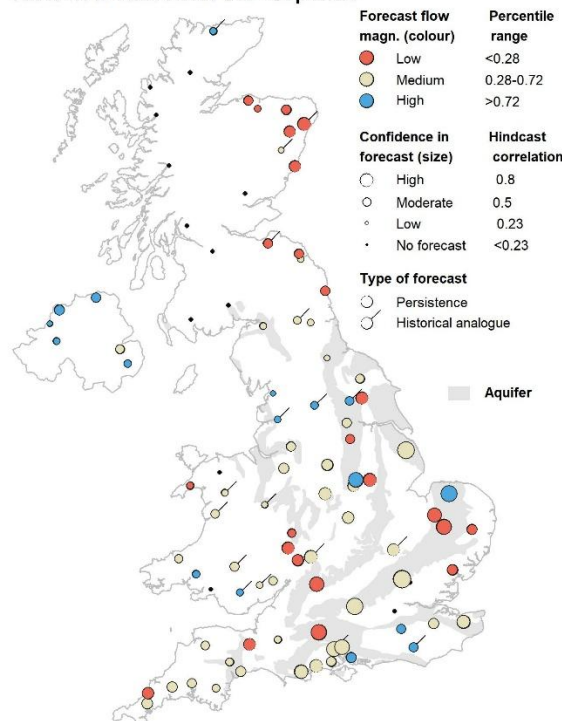 Forecast flow Percentile
magn. (colour) range
Low <0.28
Medium 0.28-0.72
High >0.72
Confidence in Hindcast
forecast (size) correlation
High 0.8
Moderate 0.5
Low 0.23
No forecast <0.23
Type of forecast
Persistence
Historical analogue
Aquifer